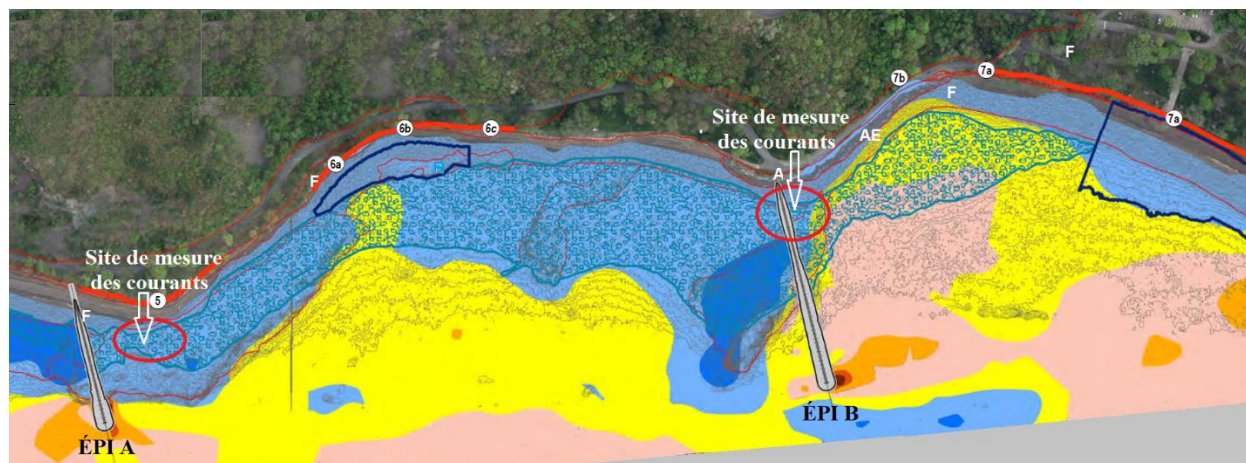 F
7b
7a
F
6b
6c
Site de mesure
des courants
7a
6a
AE
F
A
Site de mesure
des courants
5
F
ÉPI B
ÉPI A